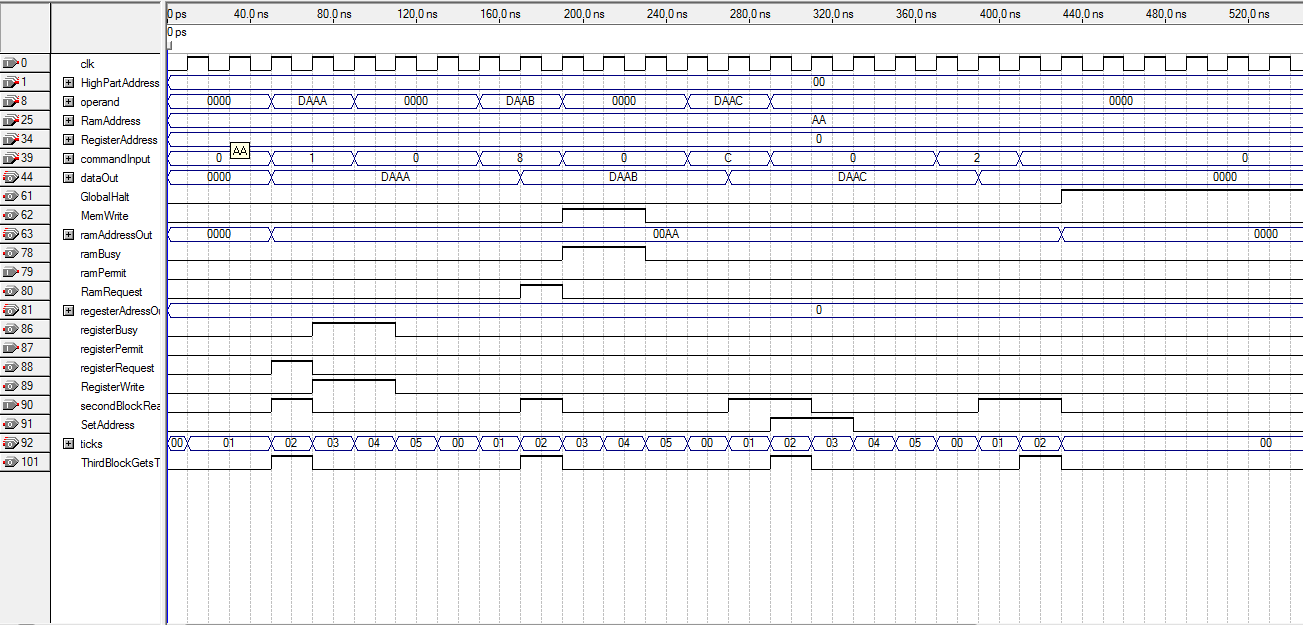 0 ps 40.0 ns 80.0 ns 120.0 ns 160.0 ns 200.0 ns 240.0 ns 280.0 ns 320.0 ns 360.0 ns 400.0 ns 440.0 ns 480.0 ns 520.0 ns
0 ps
0 clk
1 HighPartAddress 00
8 operand 0000 DAAA 0000 DAAB 0000 DAAC 0000
25 RamAddress AA
34 RegisterAddress 0
AA
39 commandInput 0 1 0 8 0 C 0 2 0
44 dataOut 0000 DAAA DAAB DAAC 0000
61 GlobalHalt
62 MemWrite
63 ramAddressOut 0000 00AA 0000
78 ramBusy
79 ramPermit
80 RamRequest
81 regesterAdressOu 0
86 registerBusy
87 registerPermit
88 registerRequest
89 RegisterWrite
90 secondBlockRea
91 SetAddress
92 ticks 00 01 02 03 04 05 00 01 02 03 04 05 00 01 02 03 04 05 00 01 02 00
101 ThirdBlockGetsT